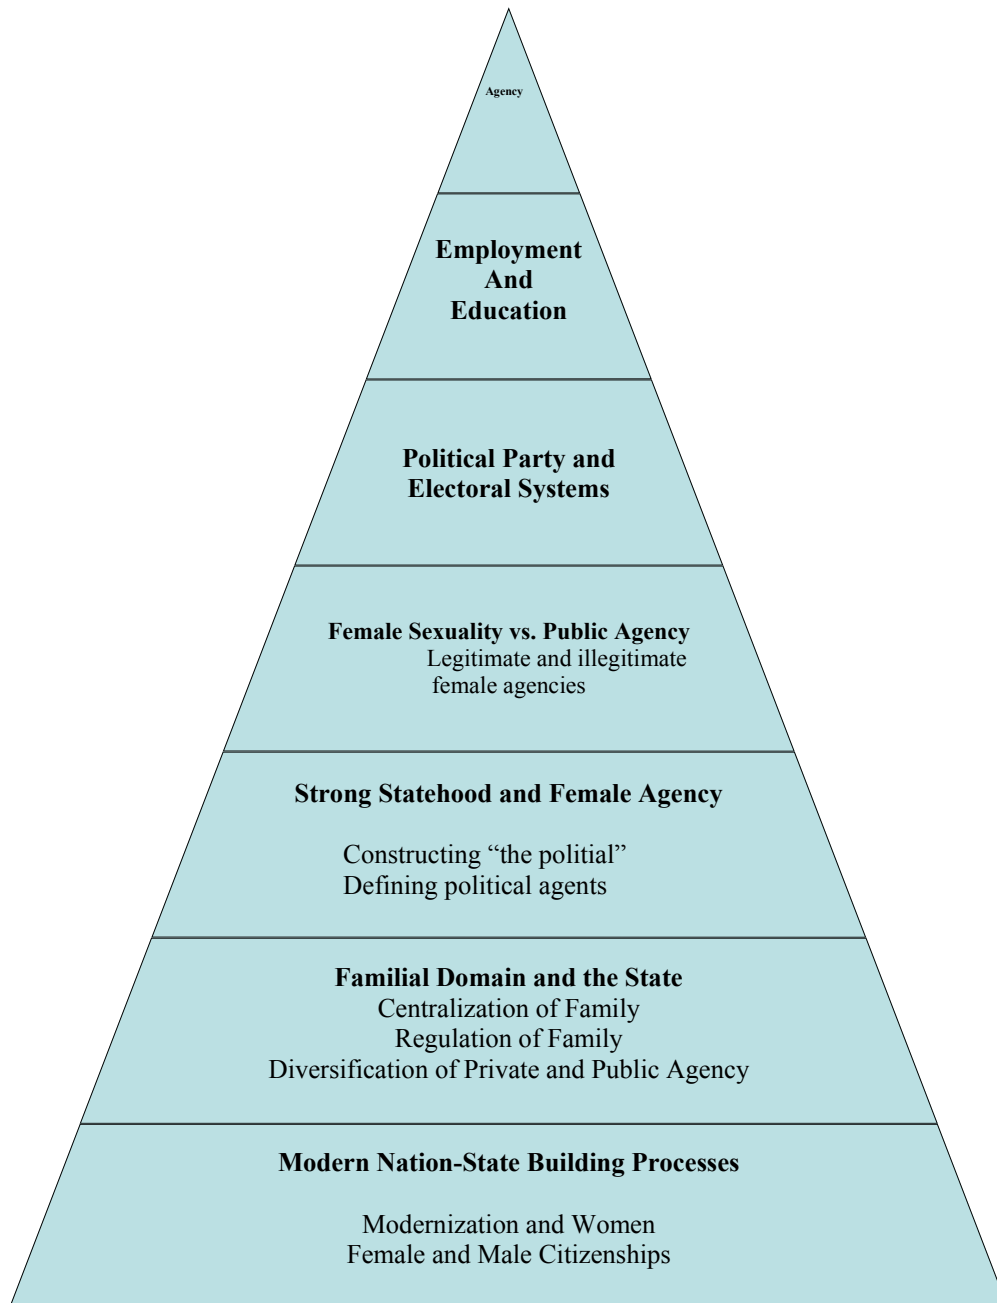 Agency
Employment
And
Education
Political Party and
Electoral Systems
Female Sexuality vs. Public Agency
Legitimate and illegitimate
female agencies
Strong Statehood and Female Agency
Constructing “the politial”
Defining political agents
Familial Domain and the State
Centralization of Family
Regulation of Family
Diversification of Private and Public Agency
Modern Nation-State Building Processes
Modernization and Women
Female and Male Citizenships